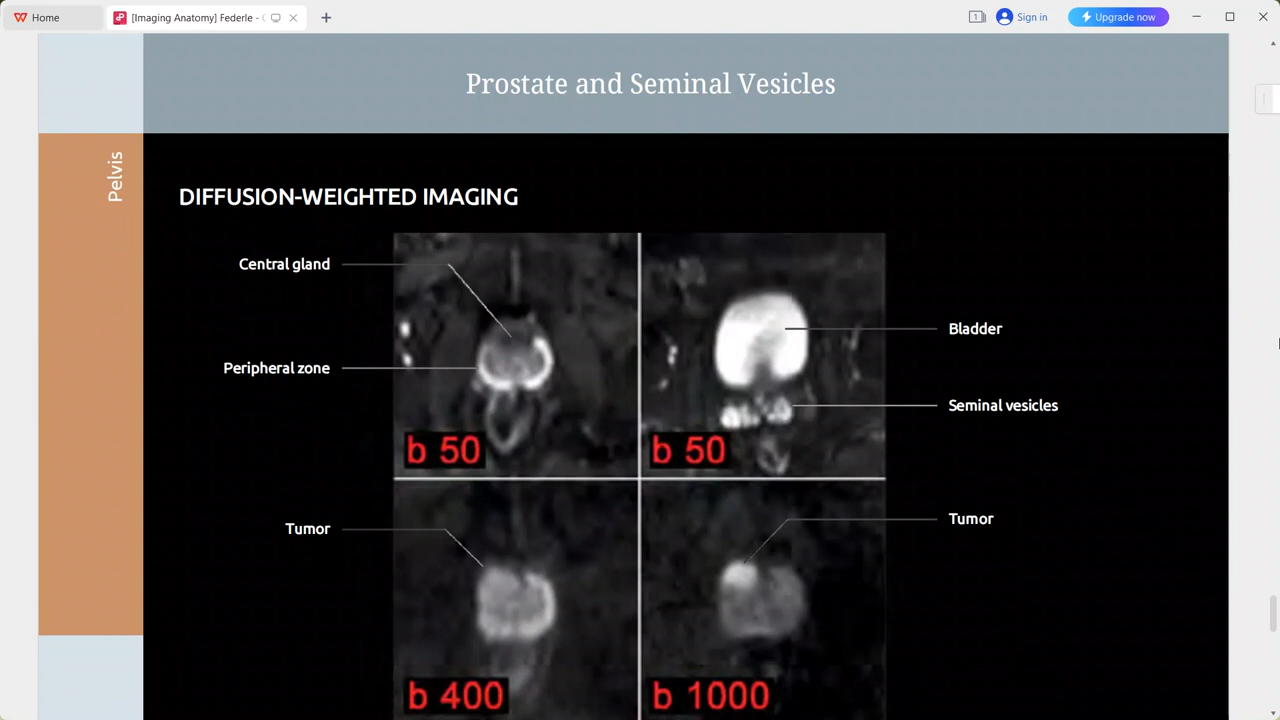 Home
[Imaging Anatomy] Federle -
1
Sign in
Upgrade now
Prostate and Seminal Vesicles
Pelvis
DIFFUSION-WEIGHTED IMAGING
Central gland
Peripheral zone
Bladder
Seminal vesicles
b 50
b 50
Tumor
Tumor
b 400
b 1000